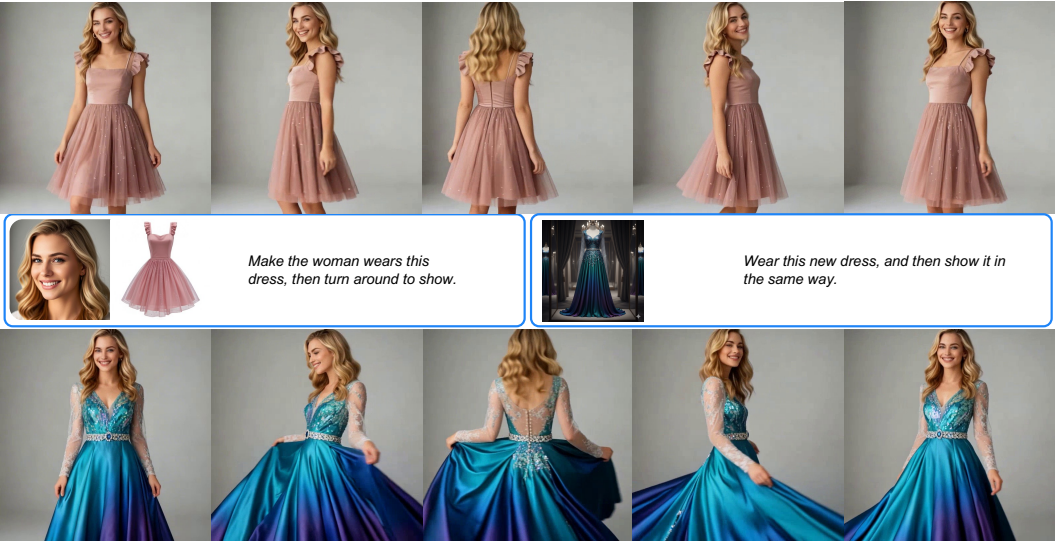 Make the woman wears this
dress, then turn around to show.
Wear this new dress, and then show it in
the same way.